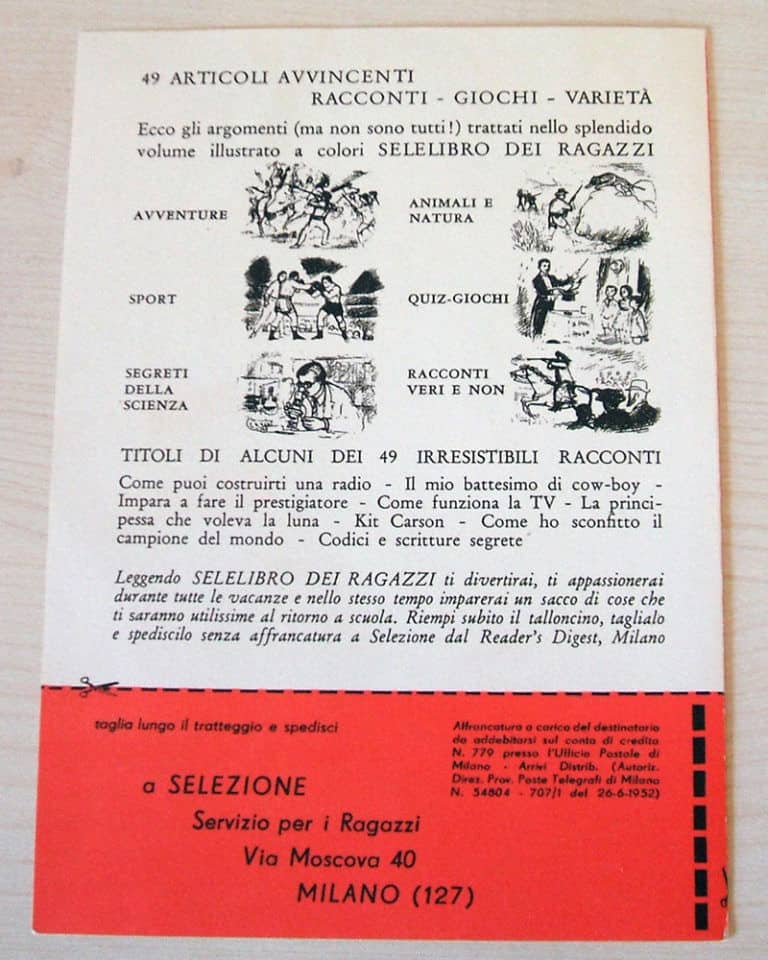 49 ARTICOLI AVVINCENTI
RACCONTI - GIOCHI - VARIETÀ
Ecco gli argomenti (ma non sono tutti!) trattati nello splendido
volume illustrato a colori SELELIBRO DEI RAGAZZI
AVVENTURE
ANIMALI E
NATURA
SPORT
QUIZ-GIOCHI
SEGRETI
DELLA
SCIENZA
RACCONTI
VERI E NON
TITOLI DI ALCUNI DEI 49 IRRESISTIBILI RACCONTI
Come puoi costruirti una radio - Il mio battesimo di cow-boy -
Impara a fare il prestigiatore - Come funziona la TV - La princi-
pessa che voleva la luna - Kit Carson - Come ho sconfitto il
campione del mondo - Codici e scritture segrete
Leggendo SELELIBRO DEI RAGAZZI ti divertirai, ti appassionerai
durante tutte le vacanze e nello stesso tempo imparerai un sacco di cose che
ti saranno utilissime al ritorno a scuola. Riempi subito il talloncino, taglialo
e spediscilo senza affrancatura a Selezione dal Reader's Digest, Milano
taglia lungo il tratteggio e spedisci
Affrancatura a carico del destinatario
da addebitarsi sul conto di credito
N. 779 presso l'Ufficio Postale di
Milano - Arrivi Distrib. (Autoriz.
Direz. Prov. Poste Telegrafi di Milano
N. 54804 - 707/1 del 26-6-1952)
a SELEZIONE
Servizio per i Ragazzi
Via Moscova 40
MILANO (127)